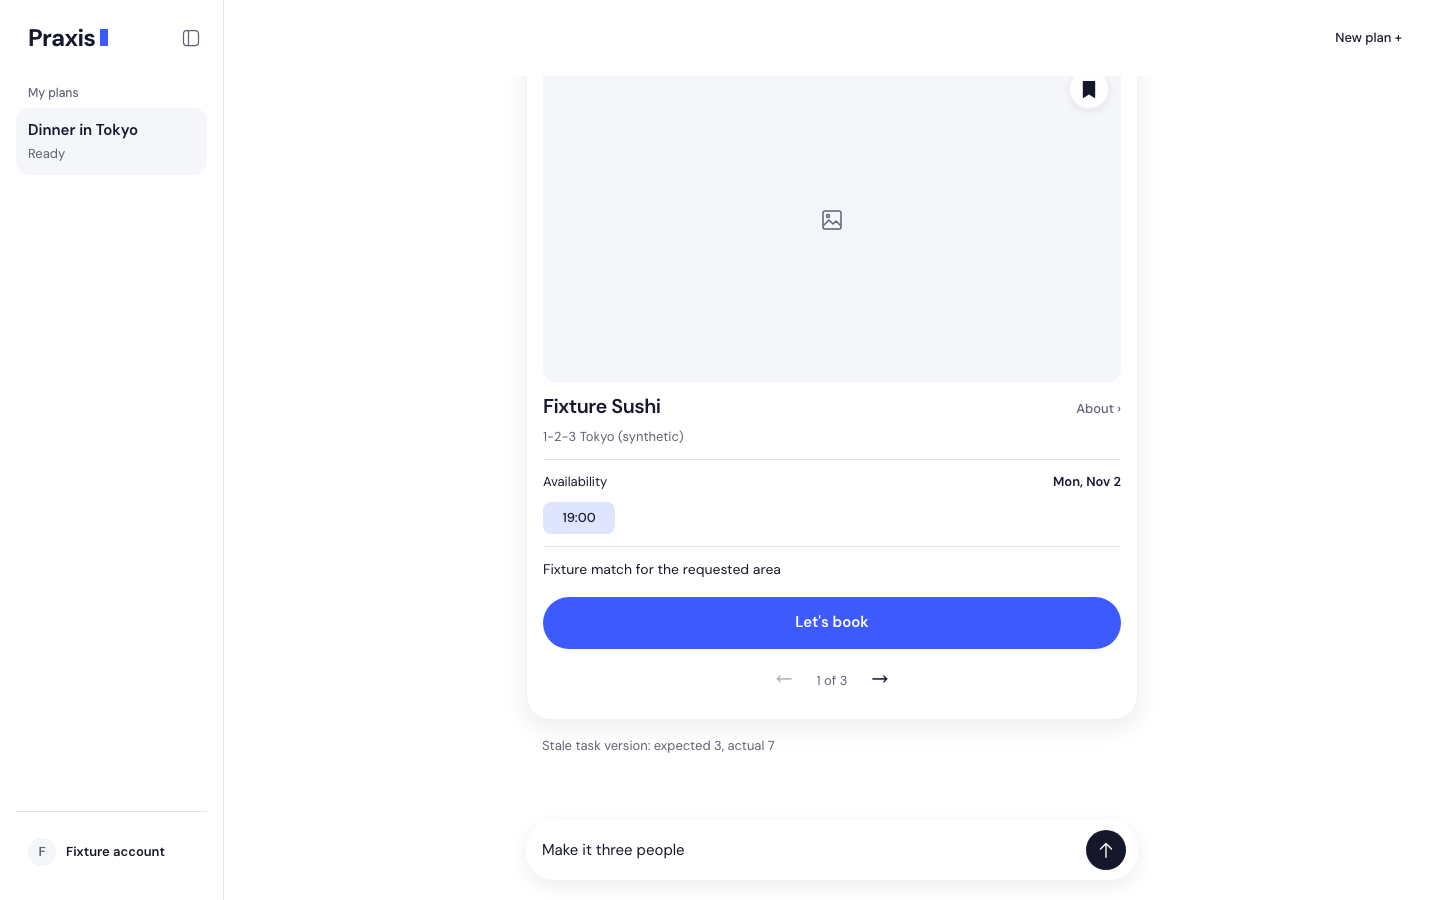 Praxis
New plan +
My plans
Dinner in Tokyo
Ready
Fixture Sushi
About ›
1-2-3 Tokyo (synthetic)
Availability
Mon, Nov 2
19:00
Fixture match for the requested area
Let's book
← 1 of 3 →
Stale task version: expected 3, actual 7
Make it three people
F
Fixture account